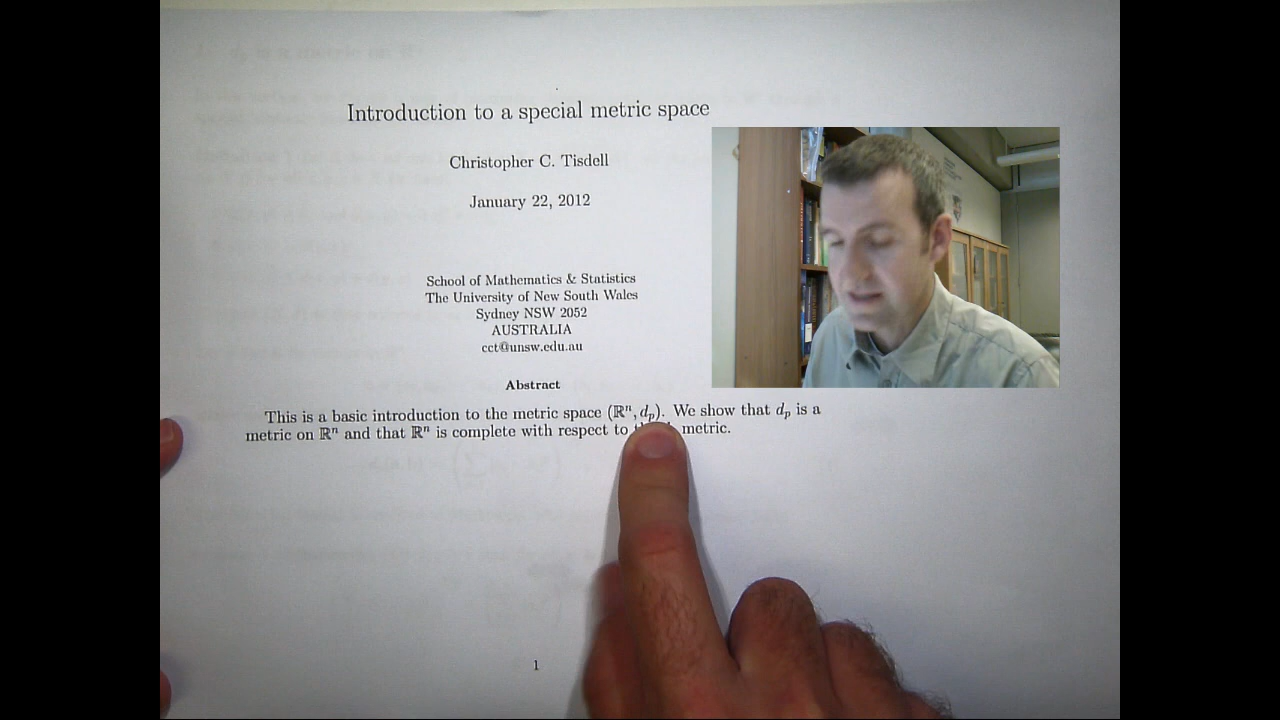 Introduction to a special metric space
Christopher C. Tisdell
January 22, 2012
School of Mathematics & Statistics
The University of New South Wales
Sydney NSW 2052
AUSTRALIA
cct@unsw.edu.au
Abstract
This is a basic introduction to the metric space (ℝⁿ, dₚ). We show that dₚ is a
metric on ℝⁿ and that ℝⁿ is complete with respect to metric.
1